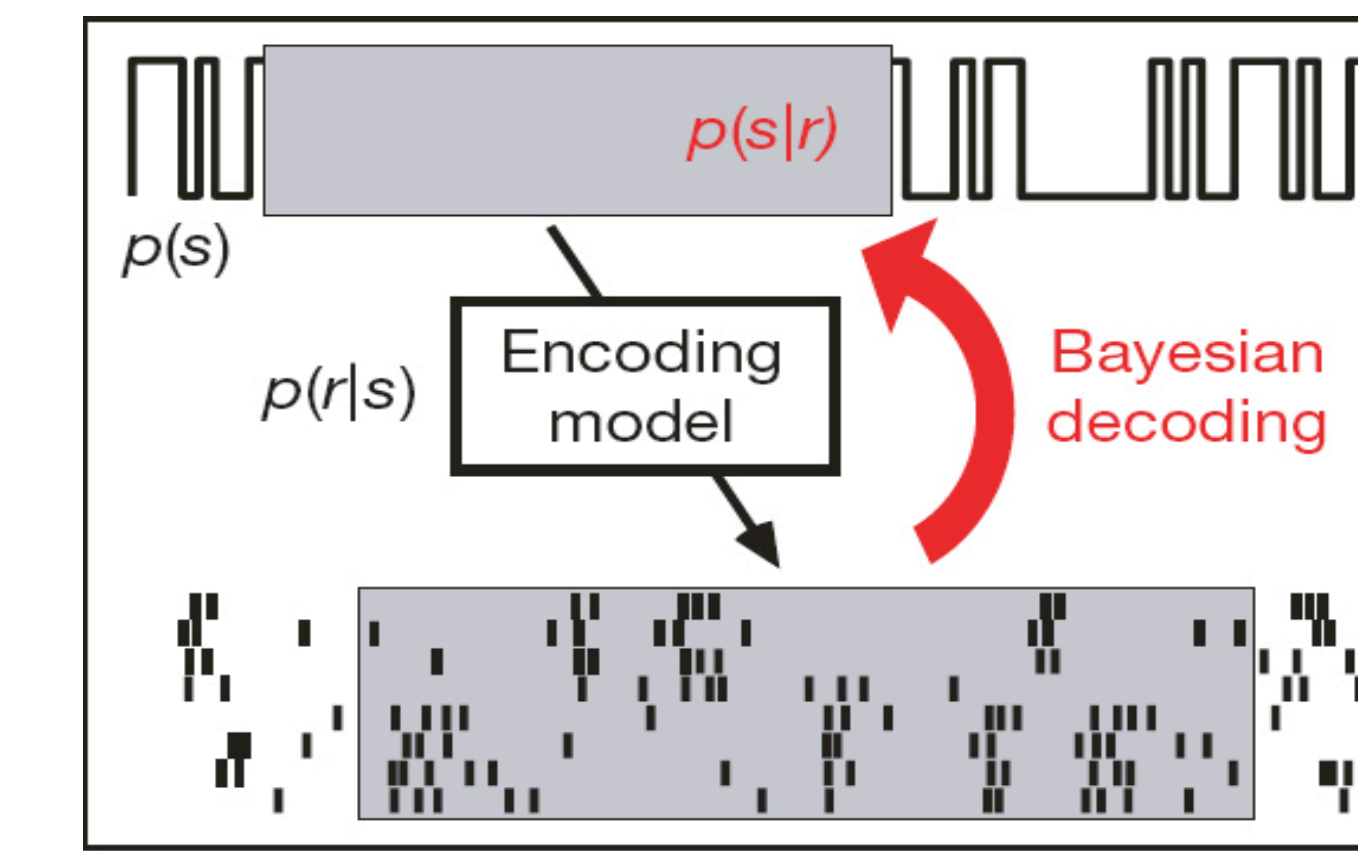 p(s|r)
p(s)
p(r|s)
Encoding
model
Bayesian
decoding